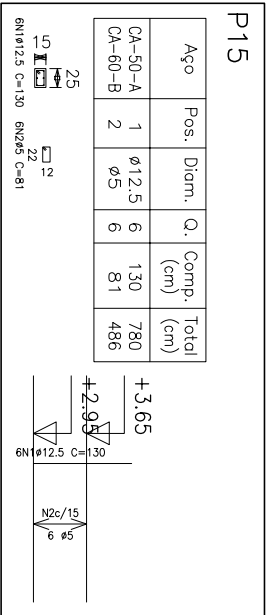 P15
Aço Pos. Diam. Q. Comp. (cm) Total (cm)
CA-50-A 1 ø12.5 6 130 780
CA-60-B 2 ø5 6 81 486
25
15
6N1ø12.5 C=130
12
22
6N2ø5 C=81
+3.65
+2.95
6N1ø12.5 C=130
N2c/15
6 ø5